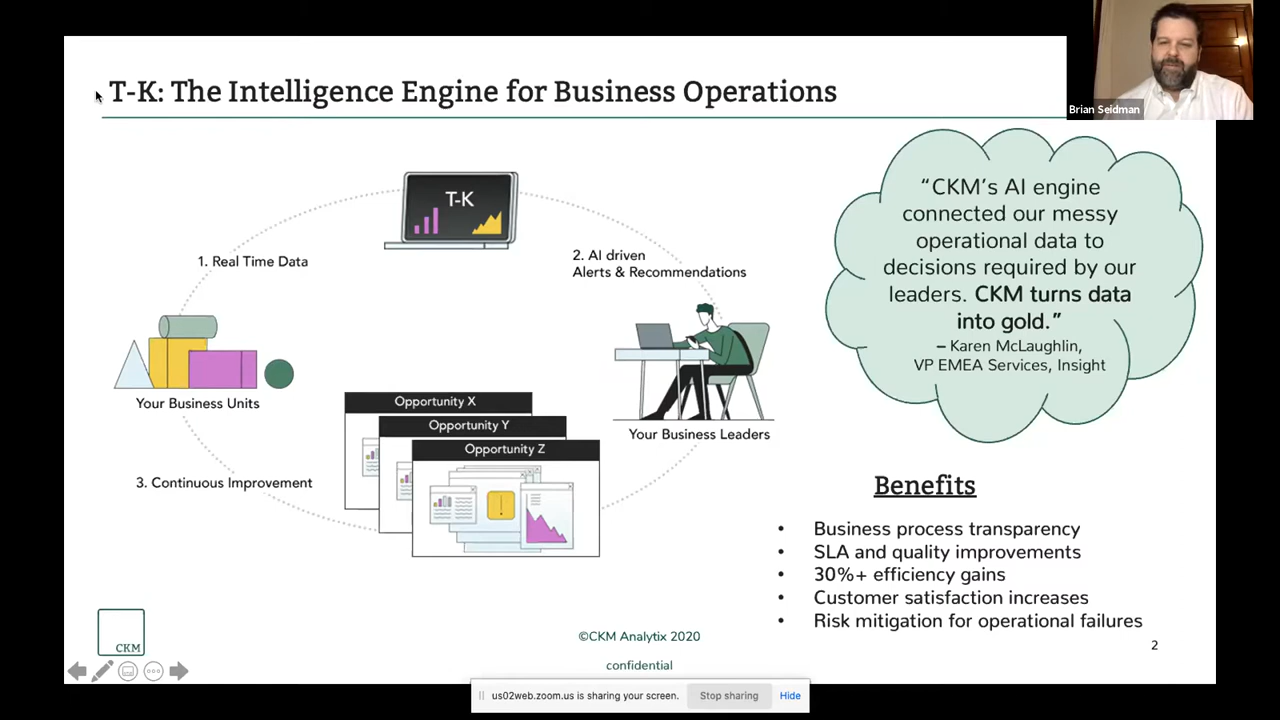 T-K: The Intelligence Engine for Business Operations
Brian Seidman
T-K
1. Real Time Data
2. AI driven
Alerts & Recommendations
Your Business Units
Your Business Leaders
Opportunity X
Opportunity Y
Opportunity Z
3. Continuous Improvement
“CKM’s AI engine
connected our messy
operational data to
decisions required by our
leaders. CKM turns data
into gold.”
– Karen McLaughlin,
VP EMEA Services, Insight
Benefits
• Business process transparency
• SLA and quality improvements
• 30%+ efficiency gains
• Customer satisfaction increases
• Risk mitigation for operational failures
CKM
©CKM Analytix 2020
confidential
2
us02web.zoom.us is sharing your screen.
Stop sharing
Hide